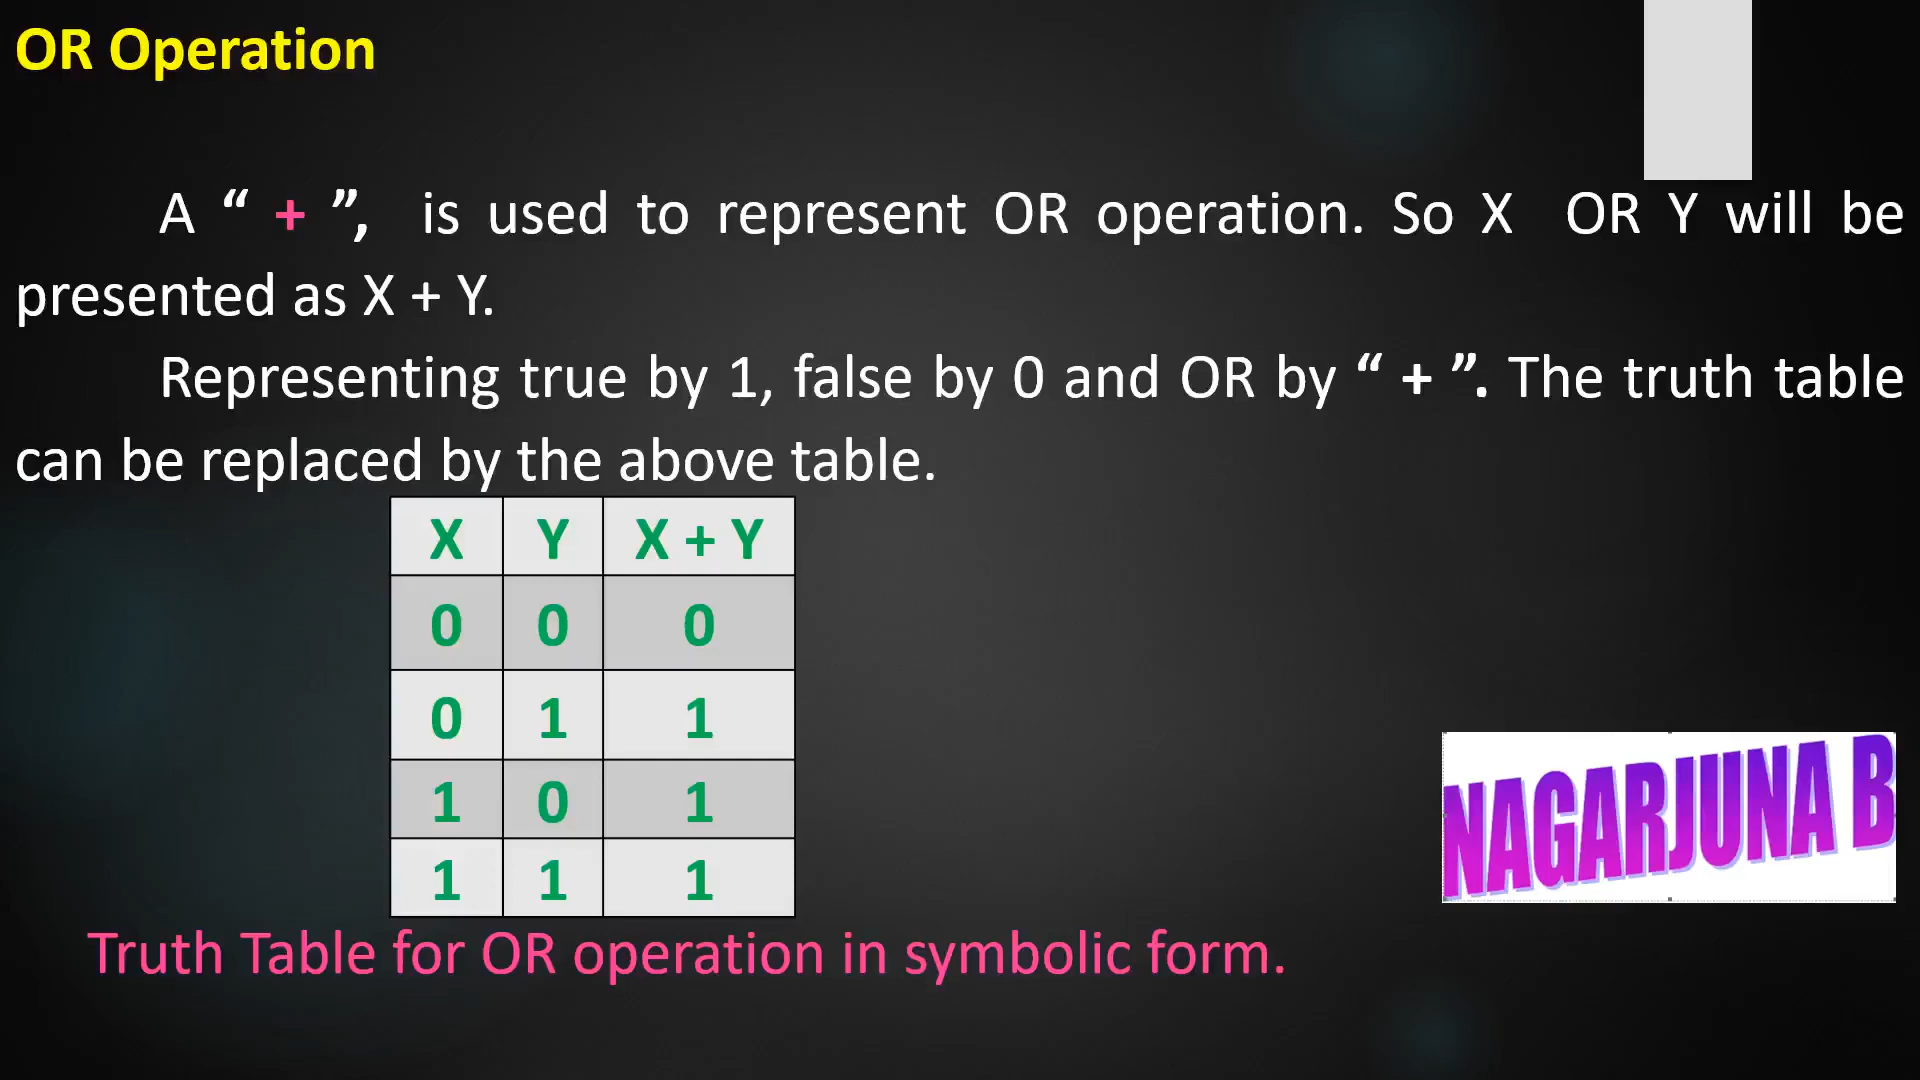 OR Operation
A “ + ”, is used to represent OR operation. So X OR Y will be
presented as X + Y.
Representing true by 1, false by 0 and OR by “ + ”. The truth table
can be replaced by the above table.
X Y X + Y
0 0 0
0 1 1
1 0 1
1 1 1
NAGARJUNA B
Truth Table for OR operation in symbolic form.